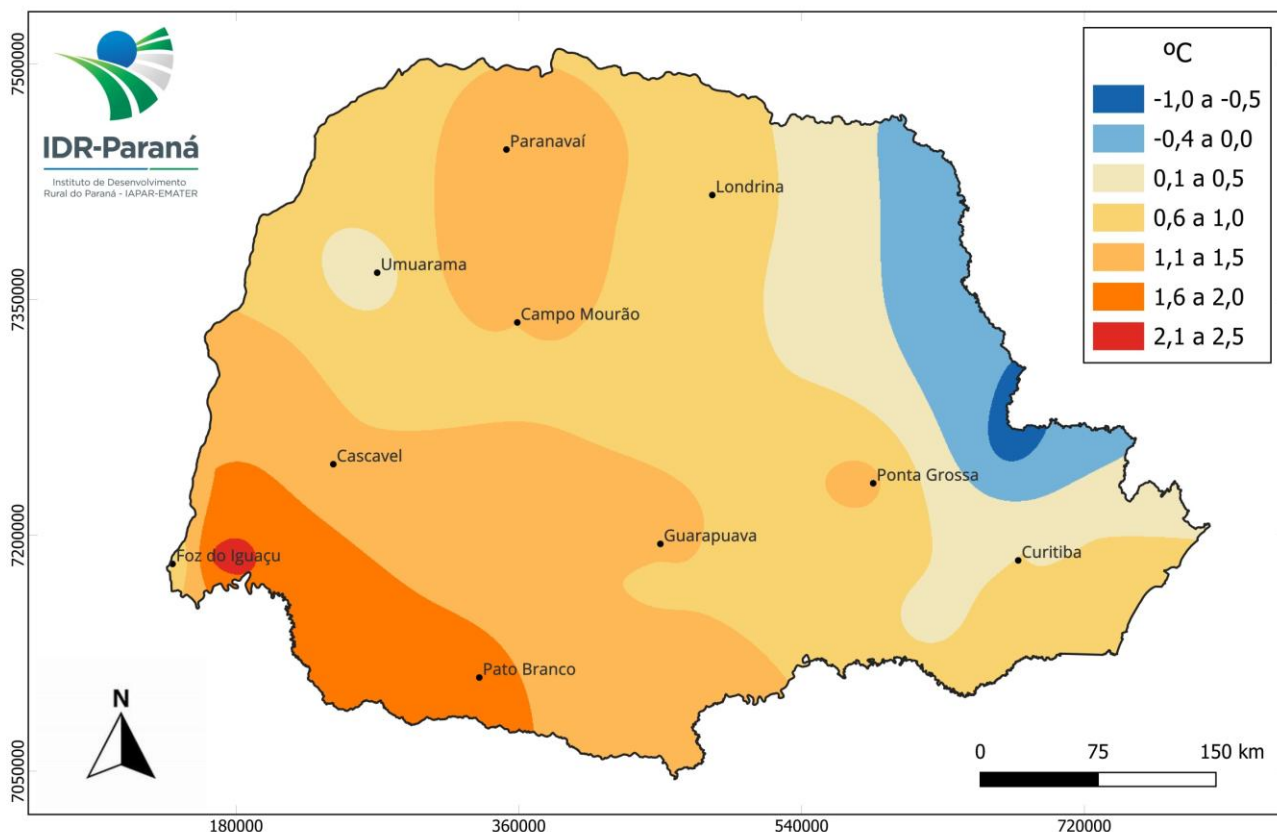 IDR-Paraná
Instituto de Desenvolvimento
Rural do Paraná - IAPAR-EMATER
ºC
-1,0 a -0,5
-0,4 a 0,0
0,1 a 0,5
0,6 a 1,0
1,1 a 1,5
1,6 a 2,0
2,1 a 2,5
7500000
7350000
7200000
7050000
Paranavaí
Londrina
Umuarama
Campo Mourão
Cascavel
Ponta Grossa
Guarapuava
Foz do Iguaçu
Curitiba
Pato Branco
N
0 75 150 km
180000 360000 540000 720000